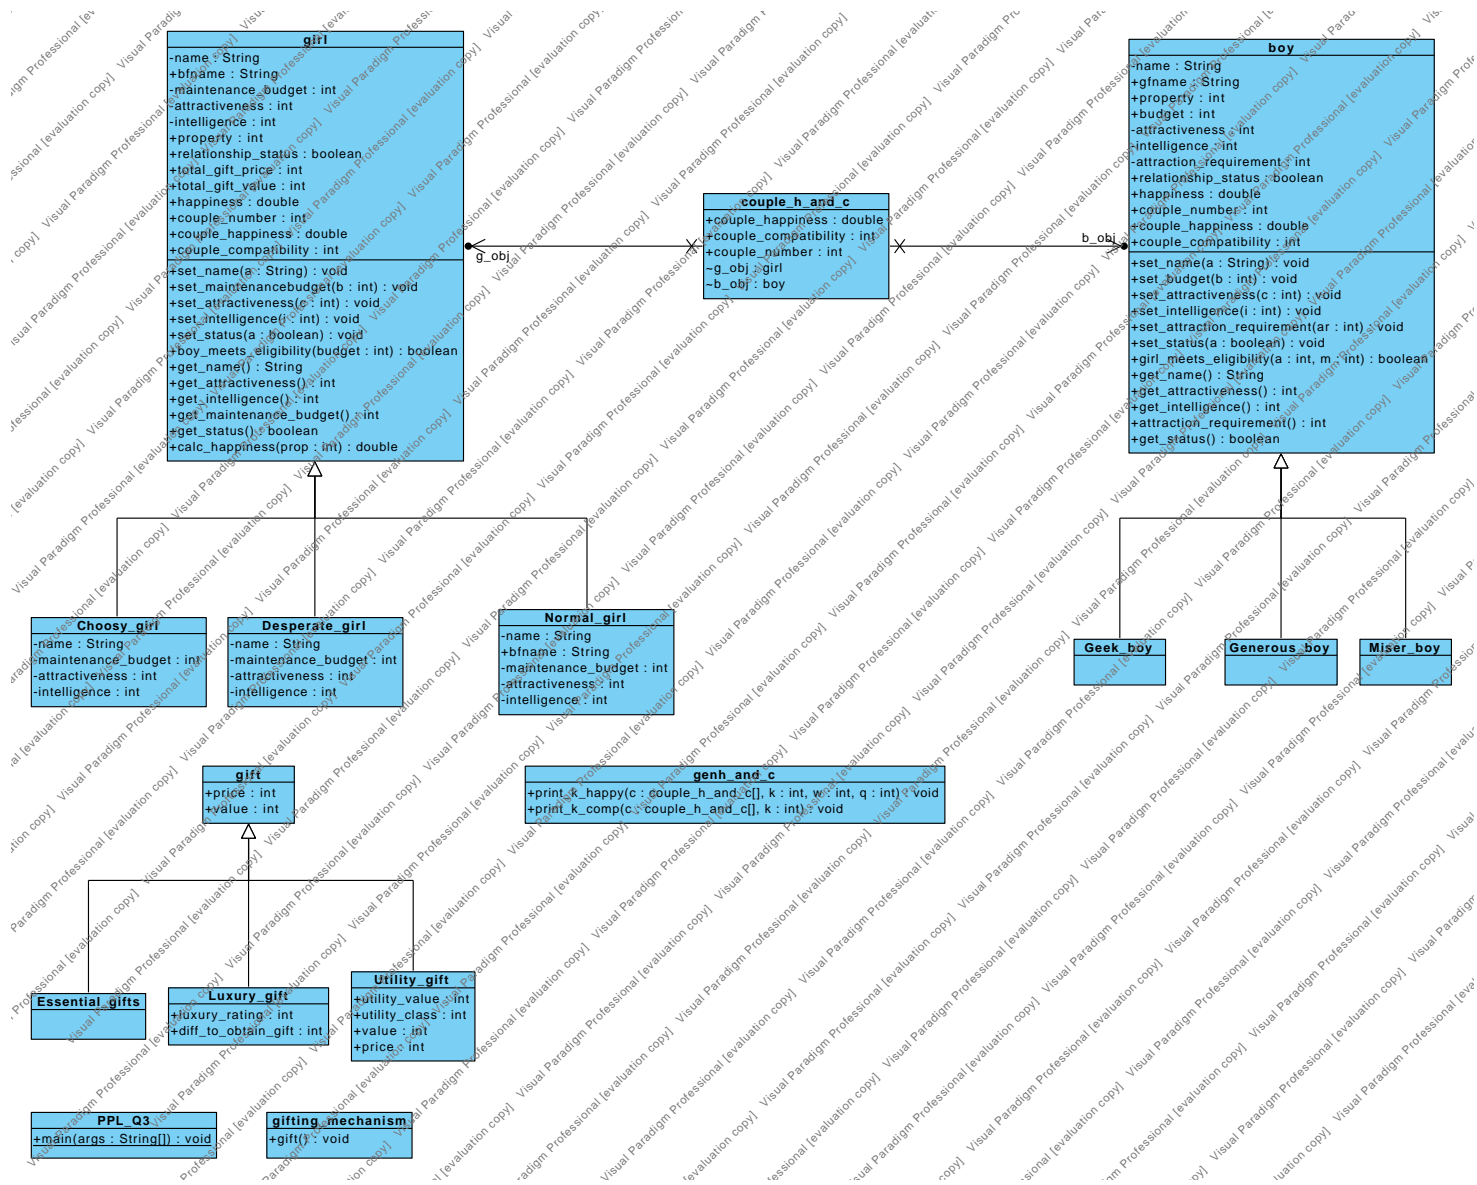 girl
-name : String
+bfname : String
-maintenance_budget : int
-attractiveness : int
-intelligence : int
+property : int
+relationship_status : boolean
+total_gift_price : int
+total_gift_value : int
+happiness : double
+couple_number : int
+couple_happiness : double
+couple_compatibility : int
+set_name(a : String) : void
+set_maintenancebudget(b : int) : void
+set_attractiveness(c : int) : void
+set_intelligence(i : int) : void
+set_status(a : boolean) : void
+boy_meets_eligibility(budget : int) : boolean
+get_name() : String
+get_attractiveness() : int
+get_intelligence() : int
+get_maintenance_budget() : int
+get_status() : boolean
+calc_happiness(prop : int) : double
g_obj
couple_h_and_c
+couple_happiness : double
+couple_compatibility : int
+couple_number : int
~g_obj : girl
~b_obj : boy
b_obj
boy
-name : String
+gfname : String
+property : int
+budget : int
-attractiveness : int
-intelligence : int
-attraction_requirement : int
+relationship_status : boolean
+happiness : double
+couple_number : int
+couple_happiness : double
+couple_compatibility : int
+set_name(a : String) : void
+set_budget(b : int) : void
+set_attractiveness(c : int) : void
+set_intelligence(i : int) : void
+set_attraction_requirement(ar : int) : void
+set_status(a : boolean) : void
+girl_meets_eligibility(a : int, m : int) : boolean
+get_name() : String
+get_attractiveness() : int
+get_intelligence() : int
+attraction_requirement() : int
+get_status() : boolean
Choosy_girl
-name : String
-maintenance_budget : int
-attractiveness : int
-intelligence : int
Desperate_girl
-name : String
-maintenance_budget : int
-attractiveness : int
-intelligence : int
Normal_girl
-name : String
+bfname : String
-maintenance_budget : int
-attractiveness : int
-intelligence : int
Geek_boy
Generous_boy
Miser_boy
gift
+price : int
+value : int
genh_and_c
+print_k_happy(c : couple_h_and_c[], k : int, w : int, q : int) : void
+print_k_comp(c : couple_h_and_c[], k : int) : void
Essential_gifts
Luxury_gift
+luxury_rating : int
+diff_to_obtain_gift : int
Utility_gift
+utility_value : int
+utility_class : int
+value : int
+price : int
PPL_Q3
+main(args : String[]) : void
gifting_mechanism
+gift() : void
Visual Paradigm Professional [evaluation copy]